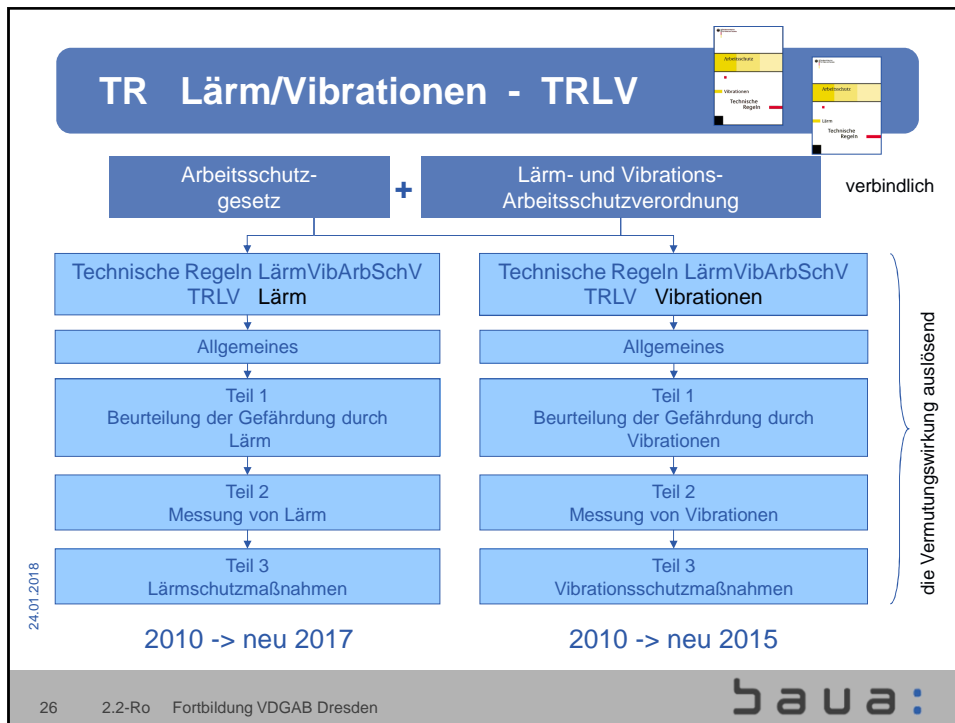 TR Lärm/Vibrationen - TRLV
Arbeitsschutz
Vibrationen
Technische
Regeln
Arbeitsschutz
Lärm
Technische
Regeln
Arbeitsschutz-
gesetz
+
Lärm- und Vibrations-
Arbeitsschutzverordnung
verbindlich
Technische Regeln LärmVibArbSchV
TRLV Lärm
Allgemeines
Teil 1
Beurteilung der Gefährdung durch
Lärm
Teil 2
Messung von Lärm
Teil 3
Lärmschutzmaßnahmen
2010 -> neu 2017
Technische Regeln LärmVibArbSchV
TRLV Vibrationen
Allgemeines
Teil 1
Beurteilung der Gefährdung durch
Vibrationen
Teil 2
Messung von Vibrationen
Teil 3
Vibrationsschutzmaßnahmen
2010 -> neu 2015
die Vermutungswirkung auslösend
24.01.2018
26 2.2-Ro Fortbildung VDGAB Dresden
baua: